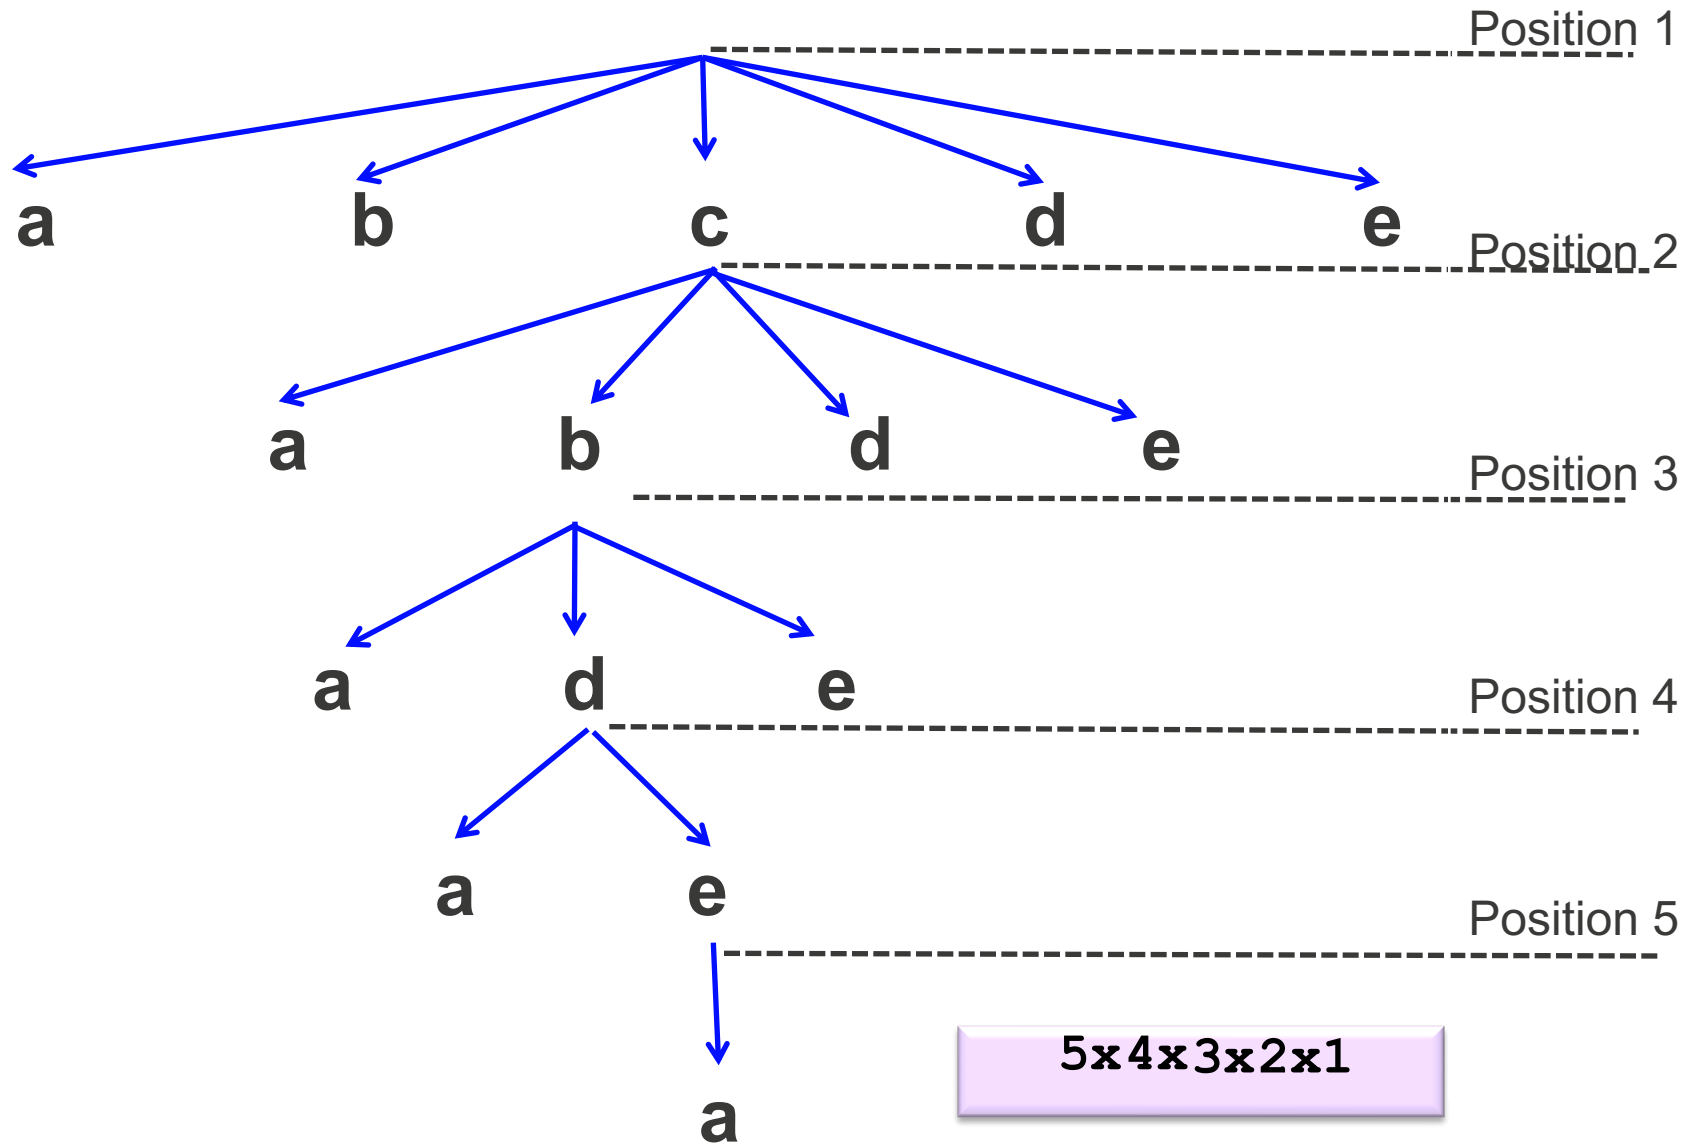 Position 1
a b c d e
Position 2
a b d e
Position 3
a d e
Position 4
a e
Position 5
5x4x3x2x1
a